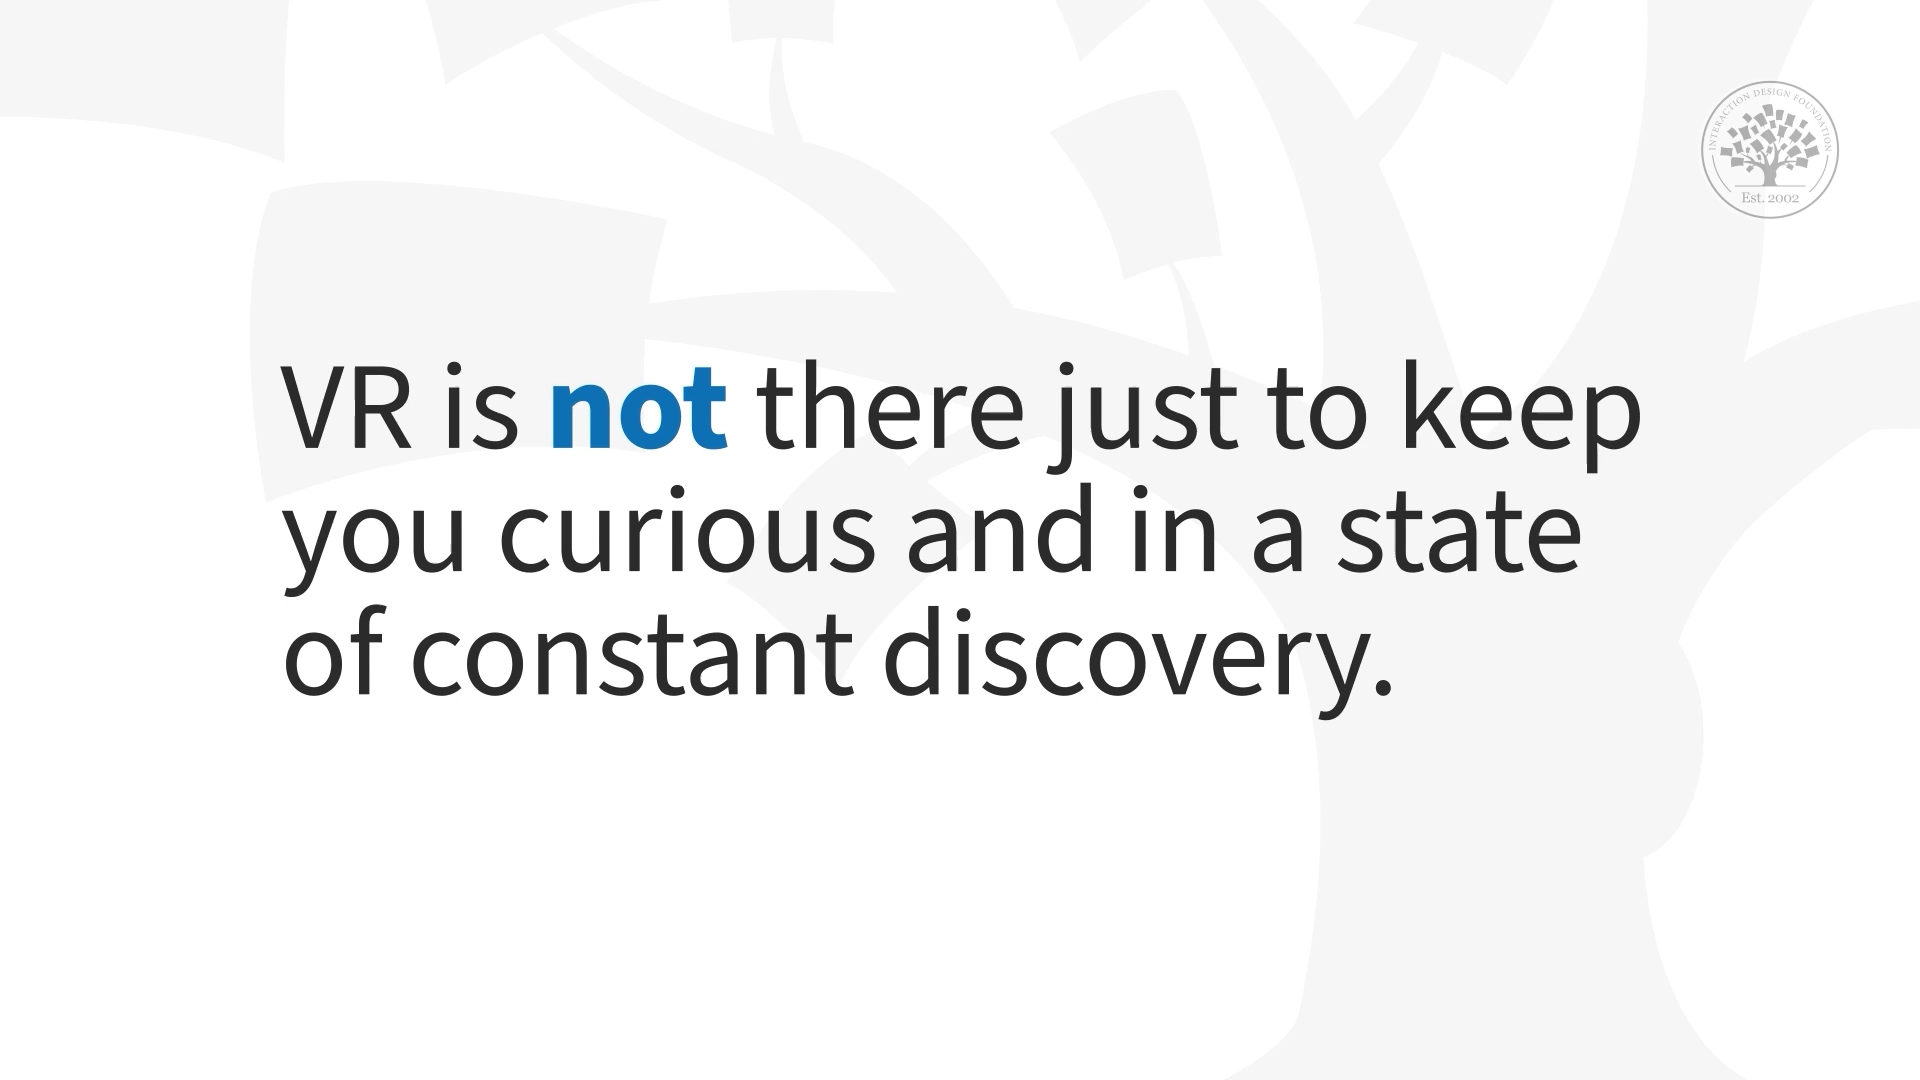 INTERACTION DESIGN FOUNDATION
Est. 2002
VR is not there just to keep
you curious and in a state
of constant discovery.